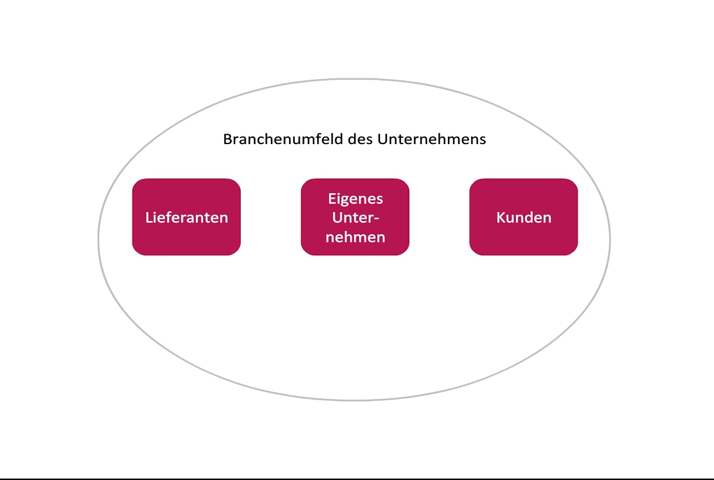 Branchenumfeld des Unternehmens
Lieferanten
Eigenes
Unter-
nehmen
Kunden